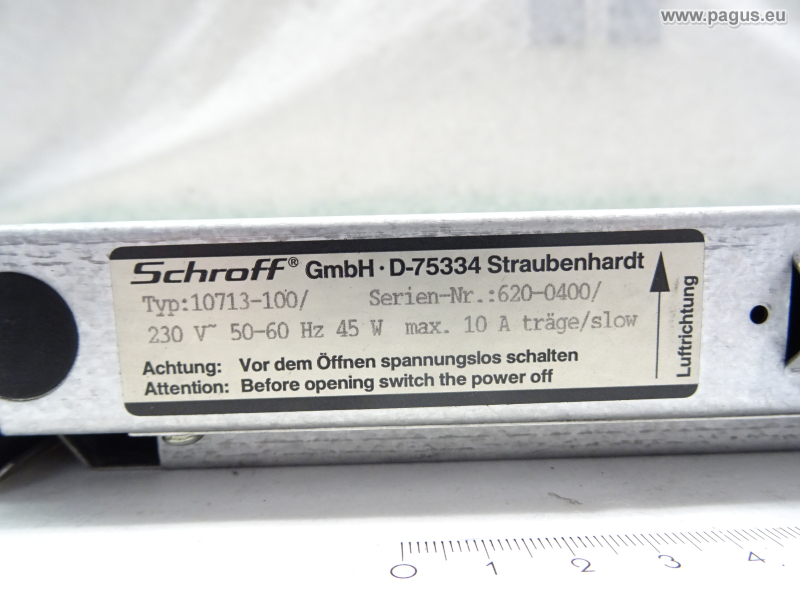 www.pagus.eu
Schroff® GmbH · D-75334 Straubenhardt
Typ:10713-100/ Serien-Nr.:620-0400/
230 V~ 50-60 Hz 45 W max. 10 A träge/slow
Achtung: Vor dem Öffnen spannungslos schalten
Attention: Before opening switch the power off
Luftrichtung
0 1 2 3 4